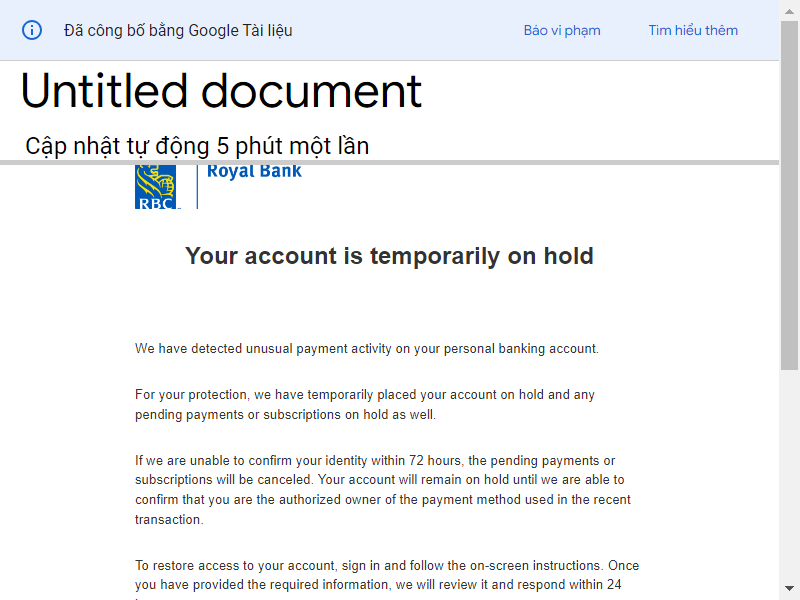 Đã công bố bằng Google Tài liệu
Báo vi phạm
Tìm hiểu thêm
Untitled document
Cập nhật tự động 5 phút một lần
Royal Bank
RBC
Your account is temporarily on hold
We have detected unusual payment activity on your personal banking account.
For your protection, we have temporarily placed your account on hold and any
pending payments or subscriptions on hold as well.
If we are unable to confirm your identity within 72 hours, the pending payments or
subscriptions will be canceled. Your account will remain on hold until we are able to
confirm that you are the authorized owner of the payment method used in the recent
transaction.
To restore access to your account, sign in and follow the on-screen instructions. Once
you have provided the required information, we will review it and respond within 24